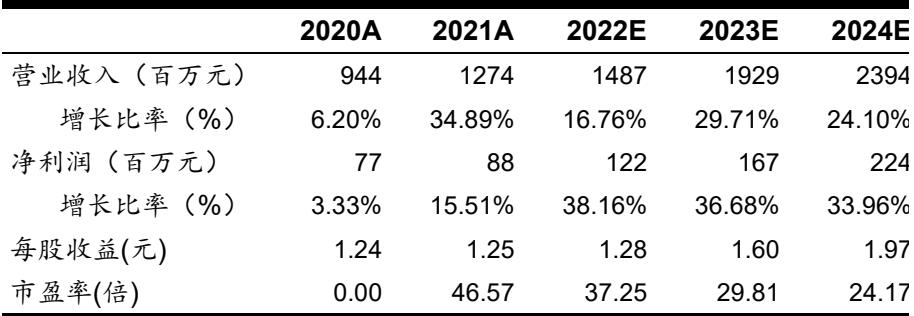 2020A 2021A 2022E 2023E 2024E
营业收入（百万元） 944 1274 1487 1929 2394
增长比率（%） 6.20% 34.89% 16.76% 29.71% 24.10%
净利润（百万元） 77 88 122 167 224
增长比率（%） 3.33% 15.51% 38.16% 36.68% 33.96%
每股收益(元) 1.24 1.25 1.28 1.60 1.97
市盈率(倍) 0.00 46.57 37.25 29.81 24.17